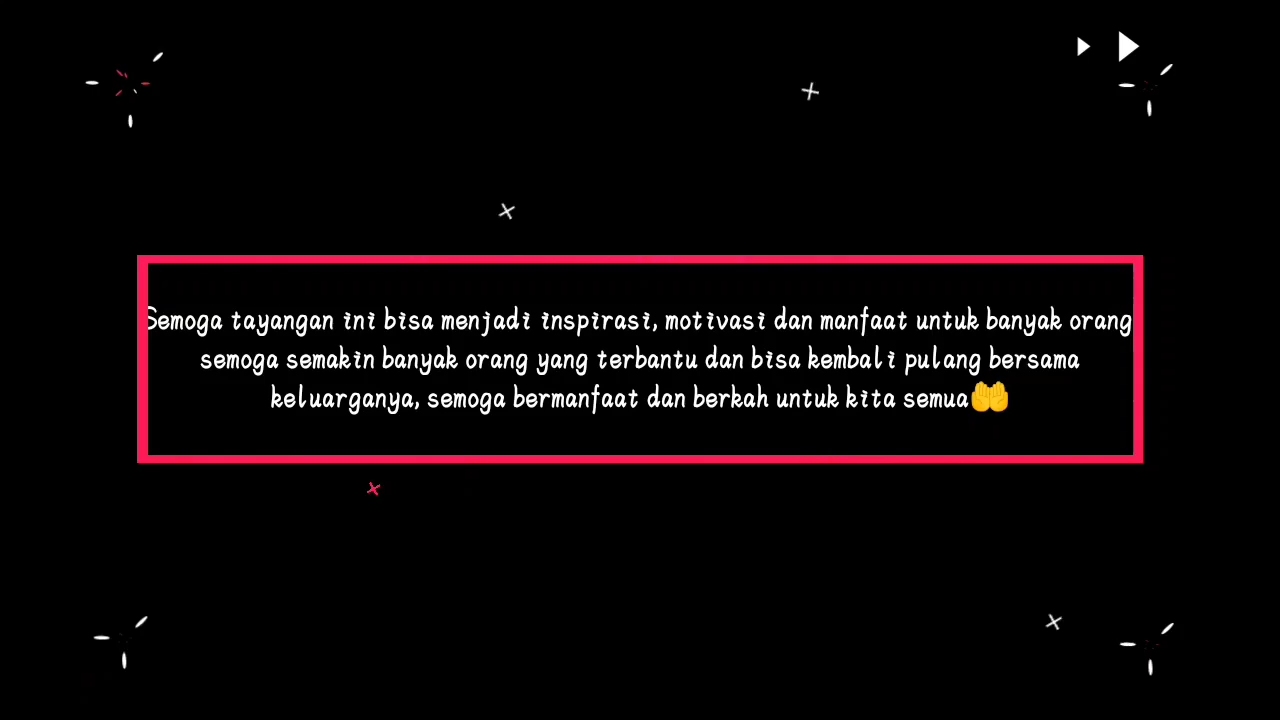 Semoga tayangan ini bisa menjadi inspirasi, motivasi dan manfaat untuk banyak orang
semoga semakin banyak orang yang terbantu dan bisa kembali pulang bersama
keluarganya, semoga bermanfaat dan berkah untuk kita semua🤲